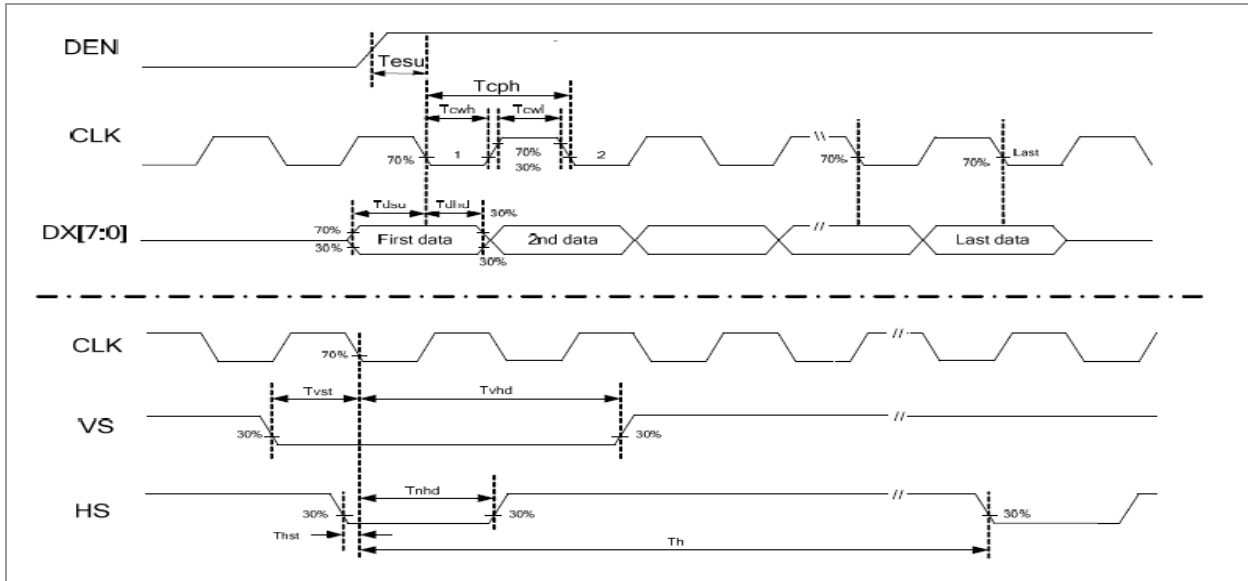 DEN
Tesu
Tcph
Tcwh Tcwl
CLK
70% 1 70% 2 70% 70% Last
30%
//
Tdsu Tdhd 30%
DX[7:0]
70% First data 2nd data // Last data
30% 30%
CLK
70% //
Tvst Tvhd
VS
30% 30% //
Tnhd
HS
30% 30% // 30%
Thst
Th